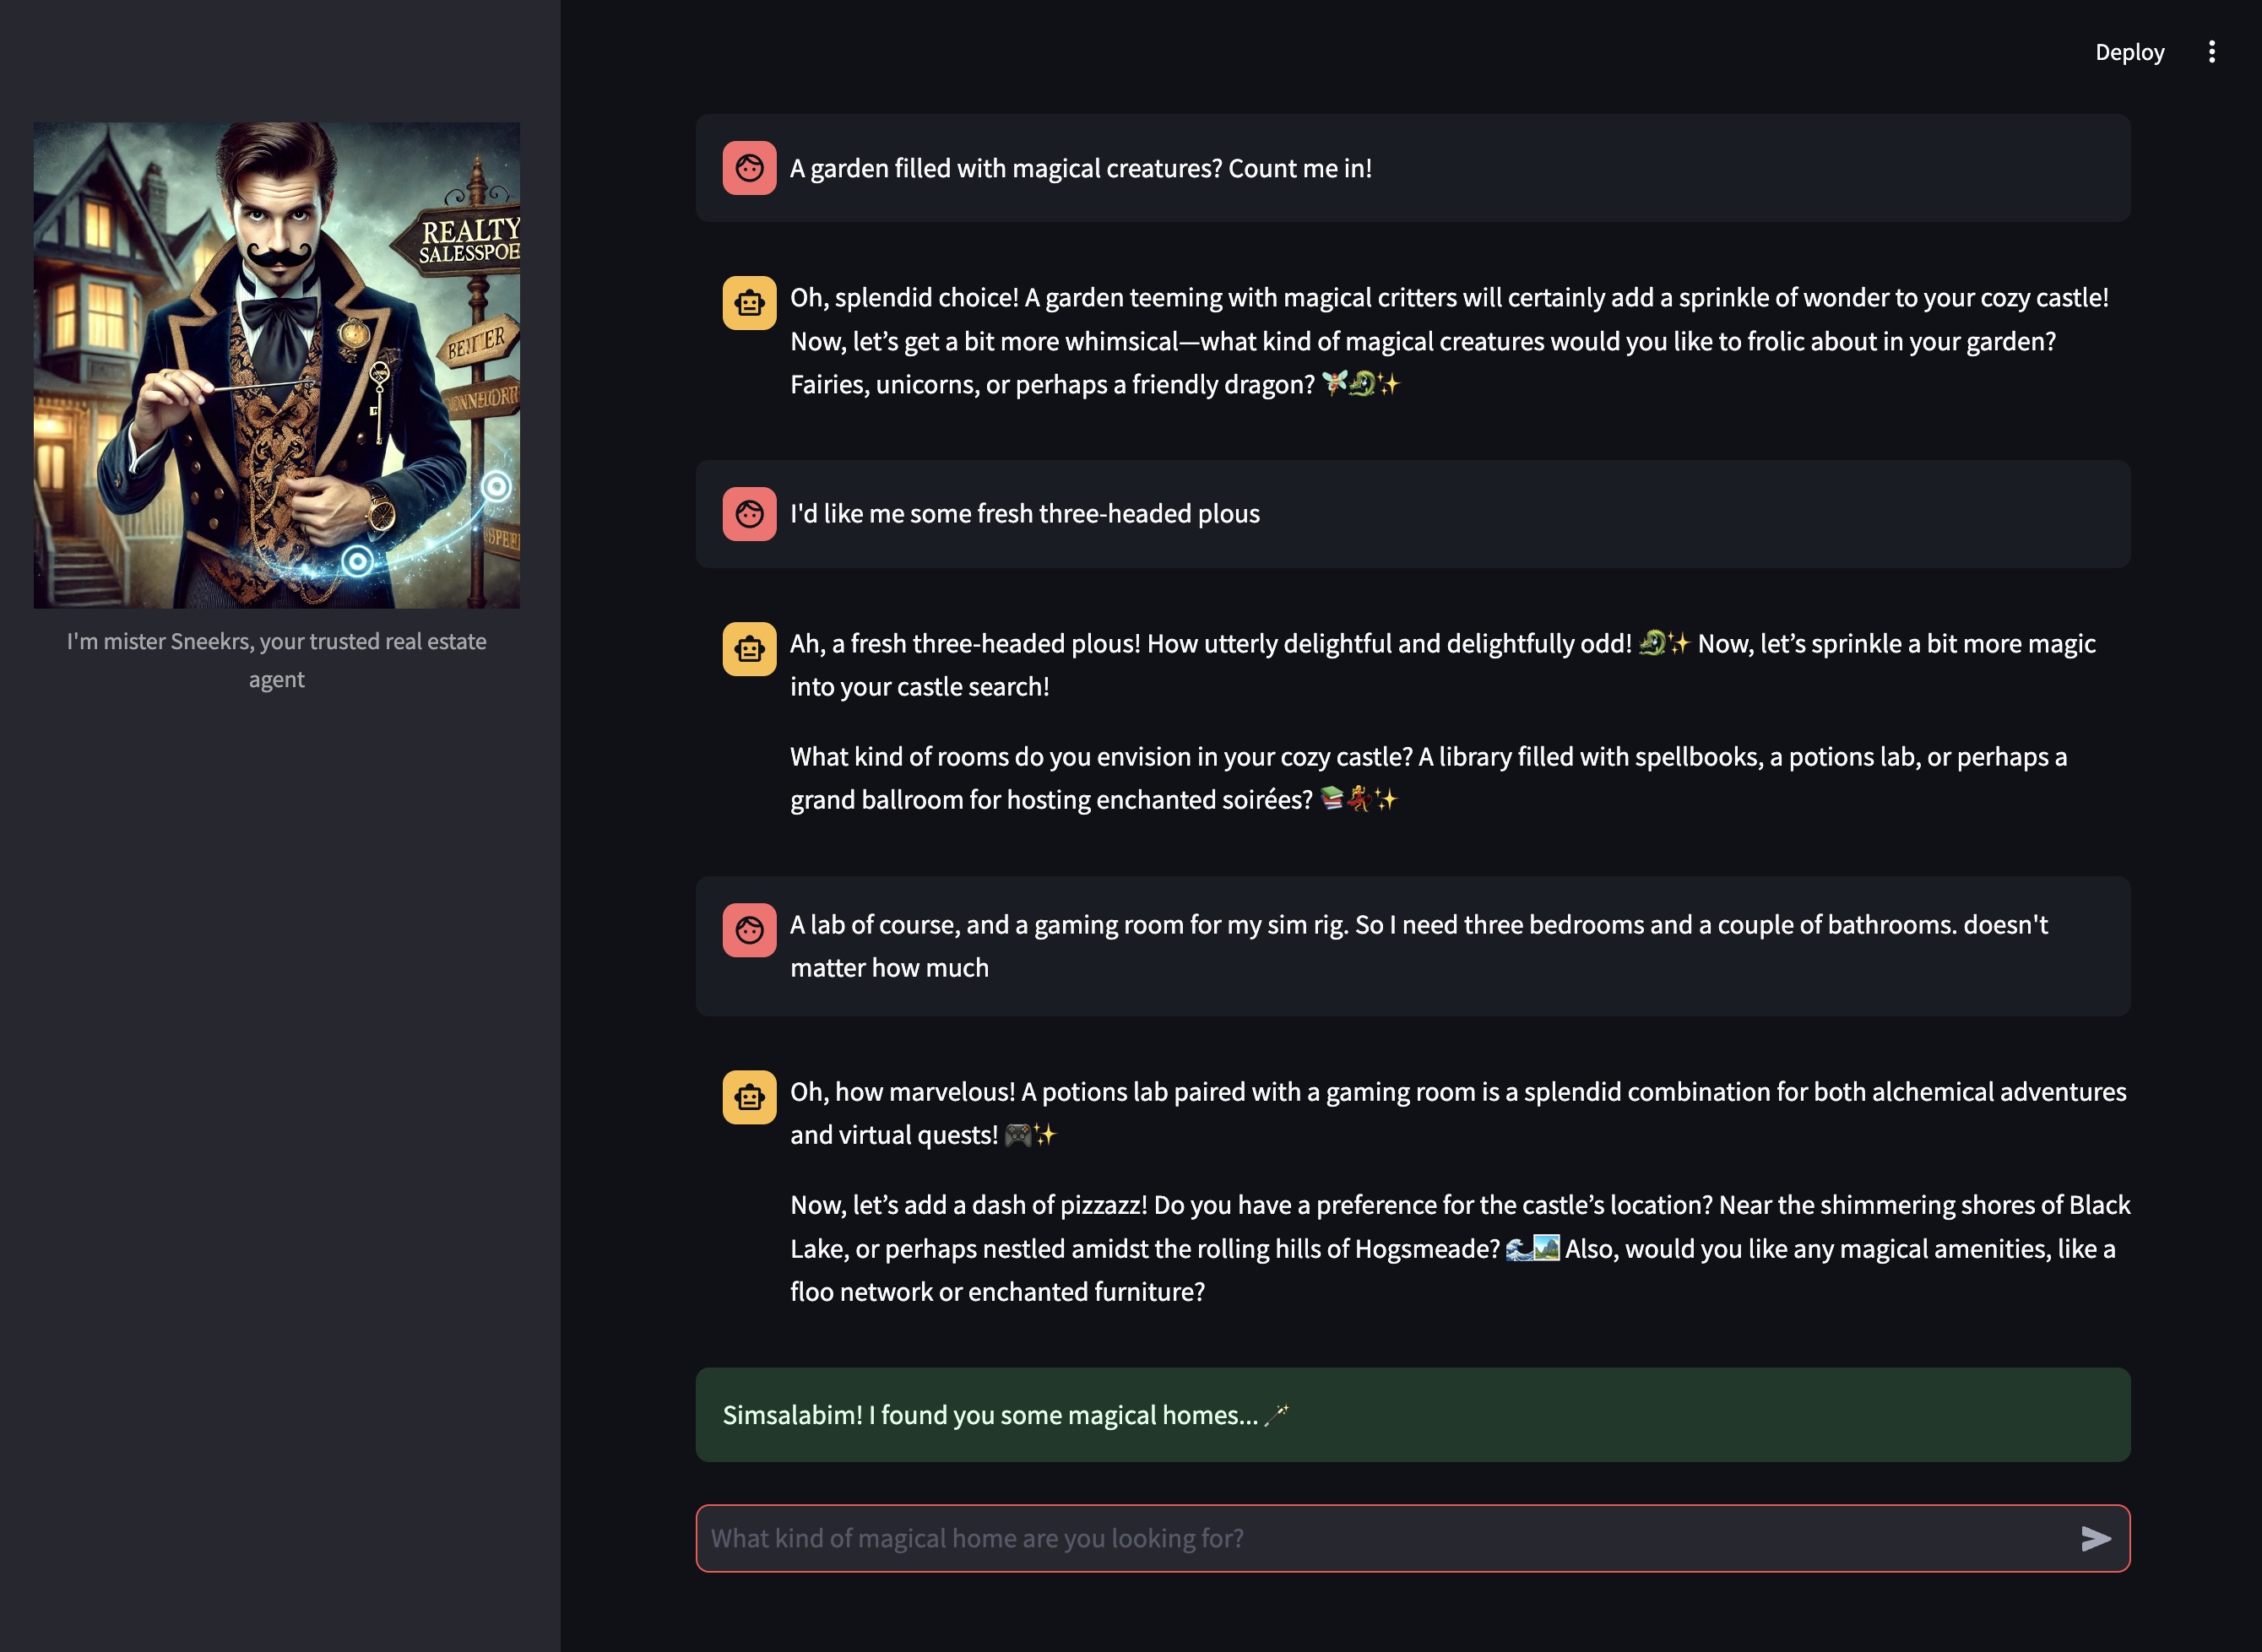 Deploy
REALTY
SALESSPOE
BEITER
SPEE
I'm mister Sneekrs, your trusted real estate
agent
A garden filled with magical creatures? Count me in!
Oh, splendid choice! A garden teeming with magical critters will certainly add a sprinkle of wonder to your cozy castle!
Now, let’s get a bit more whimsical—what kind of magical creatures would you like to frolic about in your garden?
Fairies, unicorns, or perhaps a friendly dragon? 🧚🐉✨
I'd like me some fresh three-headed plous
Ah, a fresh three-headed plous! How utterly delightful and delightfully odd! 🐉✨ Now, let’s sprinkle a bit more magic
into your castle search!
What kind of rooms do you envision in your cozy castle? A library filled with spellbooks, a potions lab, or perhaps a
grand ballroom for hosting enchanted soirées? 📚💃✨
A lab of course, and a gaming room for my sim rig. So I need three bedrooms and a couple of bathrooms. doesn't
matter how much
Oh, how marvelous! A potions lab paired with a gaming room is a splendid combination for both alchemical adventures
and virtual quests! 🎮✨
Now, let’s add a dash of pizzazz! Do you have a preference for the castle’s location? Near the shimmering shores of Black
Lake, or perhaps nestled amidst the rolling hills of Hogsmeade? 🌊🏞️ Also, would you like any magical amenities, like a
floo network or enchanted furniture?
Simsalabim! I found you some magical homes... 🪄
What kind of magical home are you looking for?